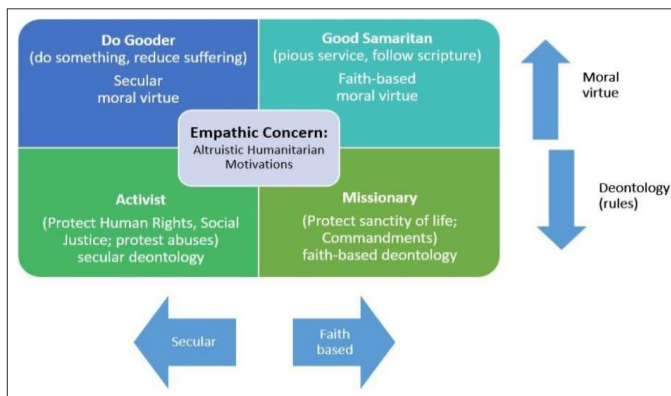 Do Gooder
(do something, reduce suffering)
Secular
moral virtue
Good Samaritan
(pious service, follow scripture)
Faith-based
moral virtue
Empathic Concern:
Altruistic Humanitarian
Motivations
Activist
(Protect Human Rights, Social
Justice; protest abuses)
secular deontology
Missionary
(Protect sanctity of life;
Commandments)
faith-based deontology
Moral
virtue
Deontology
(rules)
Secular
Faith
based